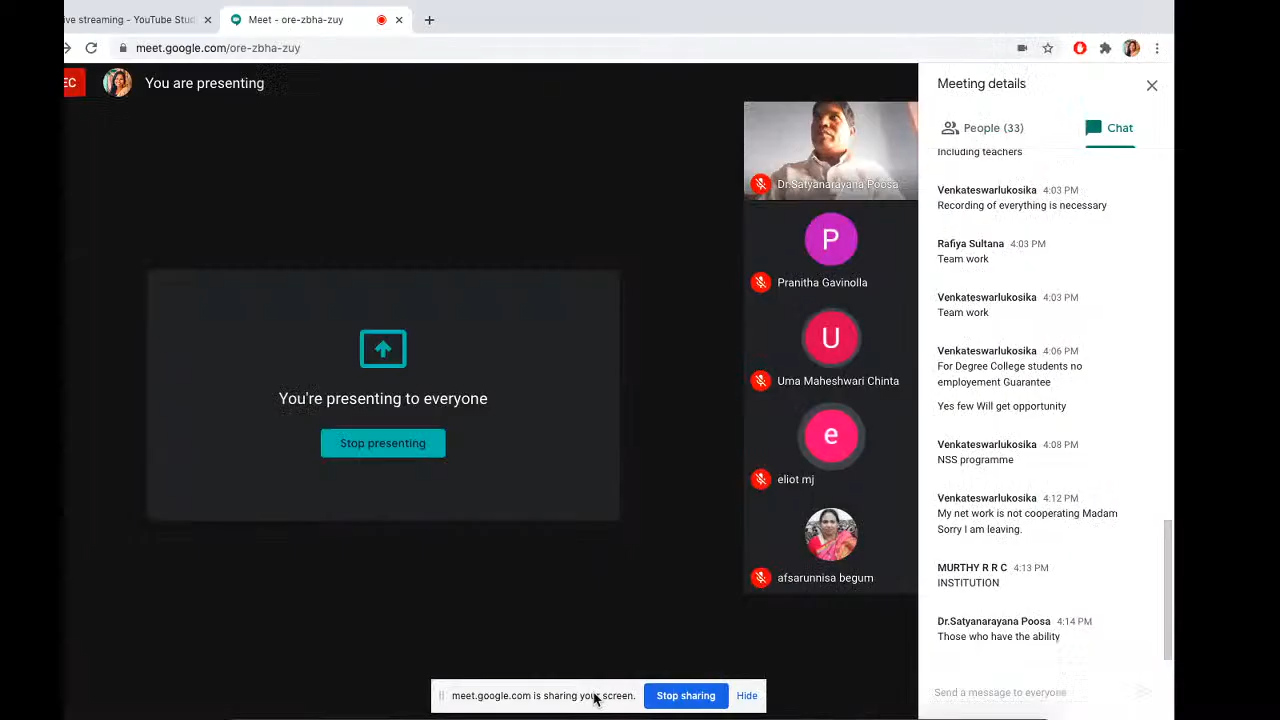 ive streaming - YouTube Stud
Meet - ore-zbha-zuy
meet.google.com/ore-zbha-zuy
EC
You are presenting
You're presenting to everyone
Stop presenting
Dr.Satyanarayana Poosa
P
Pranitha Gavinolla
U
Uma Maheshwari Chinta
e
eliot mj
afsarunnisa begum
Meeting details
People (33)
Chat
Including teachers
Venkateswarlukosika 4:03 PM
Recording of everything is necessary
Rafiya Sultana 4:03 PM
Team work
Venkateswarlukosika 4:03 PM
Team work
Venkateswarlukosika 4:06 PM
For Degree College students no
employement Guarantee
Yes few Will get opportunity
Venkateswarlukosika 4:08 PM
NSS programme
Venkateswarlukosika 4:12 PM
My net work is not cooperating Madam
Sorry I am leaving.
MURTHY R R C 4:13 PM
INSTITUTION
Dr.Satyanarayana Poosa 4:14 PM
Those who have the ability
Send a message to everyone
meet.google.com is sharing your screen.
Stop sharing
Hide